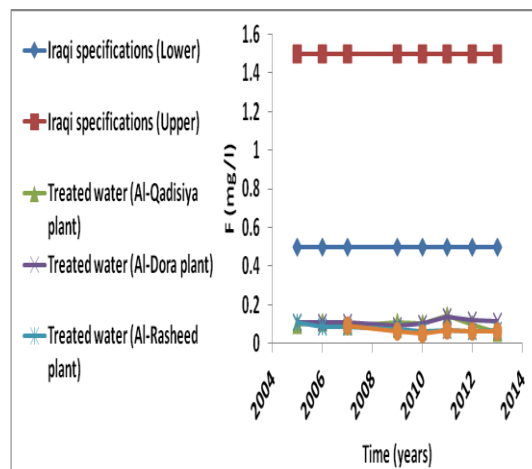 Iraqi specifications (Lower)
Iraqi specifications (Upper)
Treated water (Al-Qadisiya
plant)
Treated water (Al-Dora plant)
Treated water (Al-Rasheed
plant)
F (mg/l)
1.6
1.4
1.2
1
0.8
0.6
0.4
0.2
0
2004
2006
2008
2010
2012
2014
Time (years)